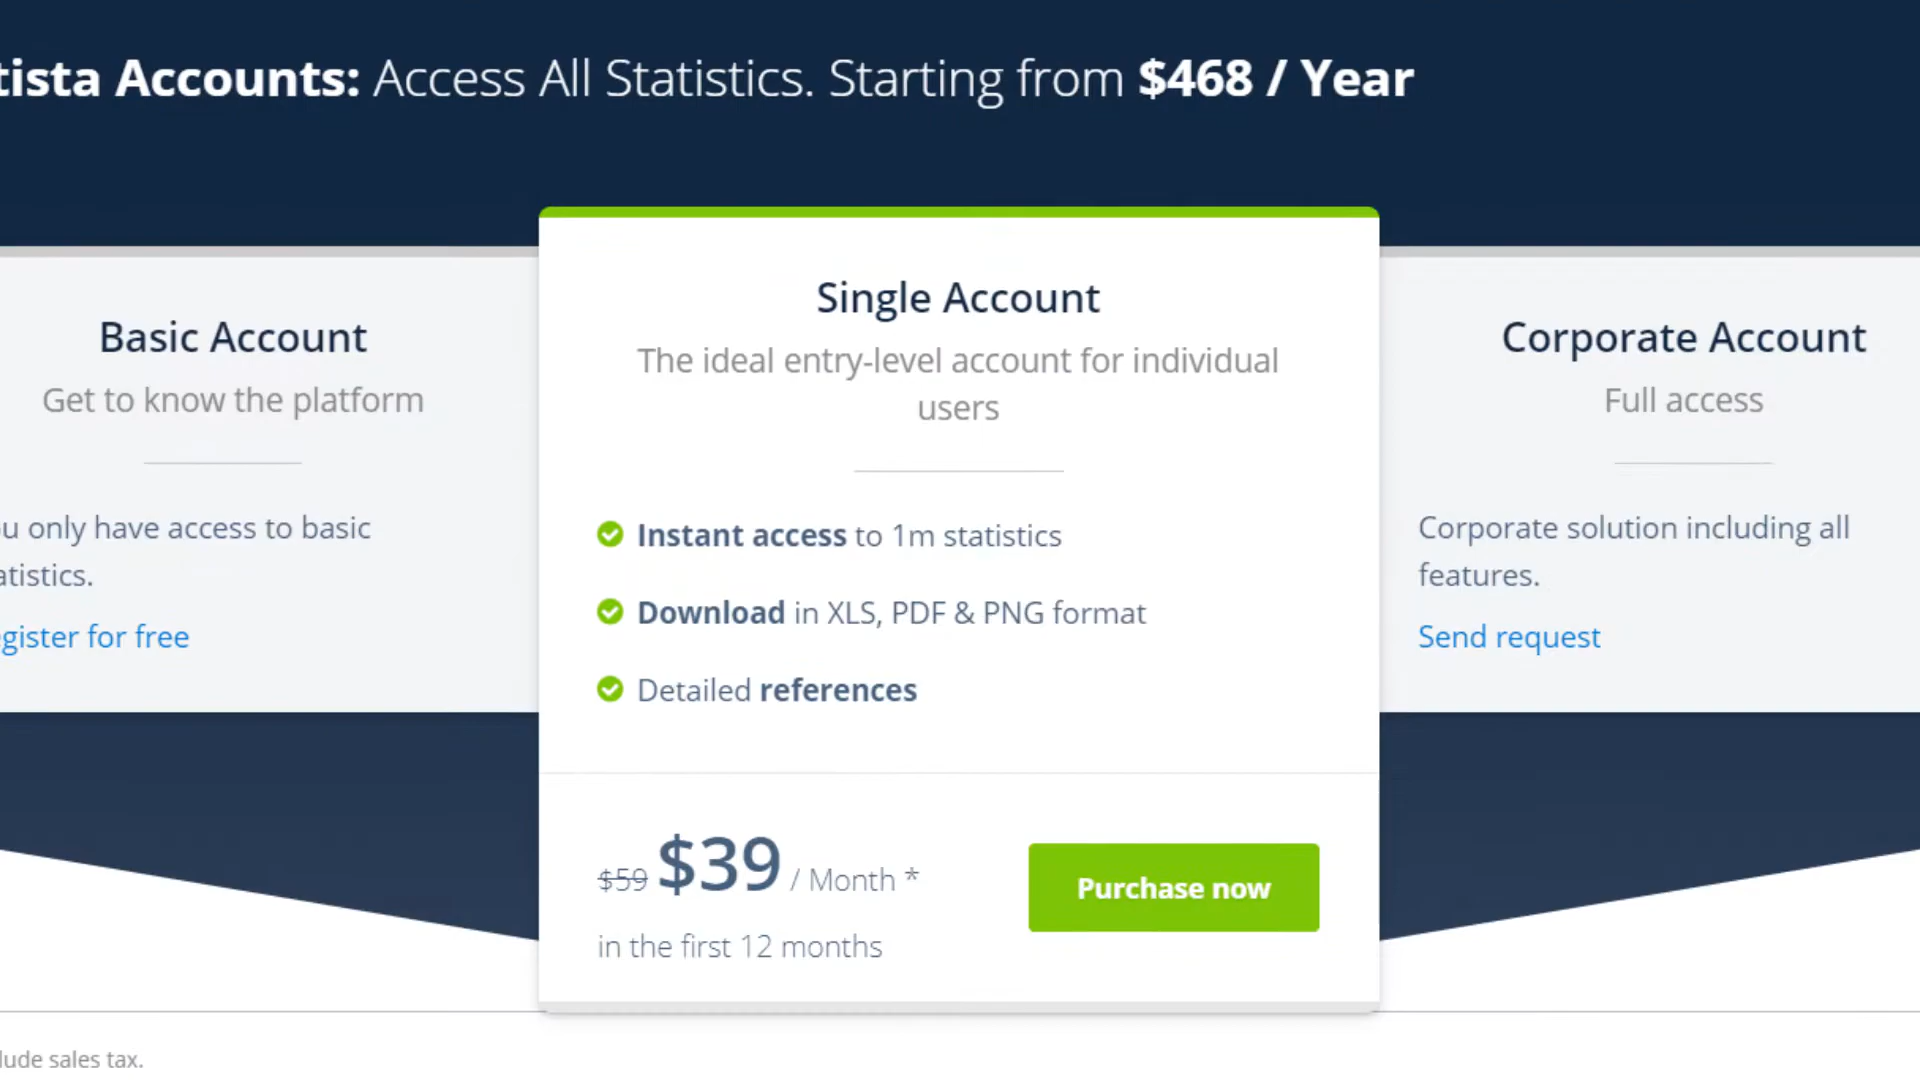 tista Accounts: Access All Statistics. Starting from $468 / Year
Basic Account
Get to know the platform
u only have access to basic
atistics.
gister for free
Single Account
The ideal entry-level account for individual
users
Instant access to 1m statistics
Download in XLS, PDF & PNG format
Detailed references
$59 $39 / Month *
in the first 12 months
Purchase now
Corporate Account
Full access
Corporate solution including all
features.
Send request
lude sales tax.